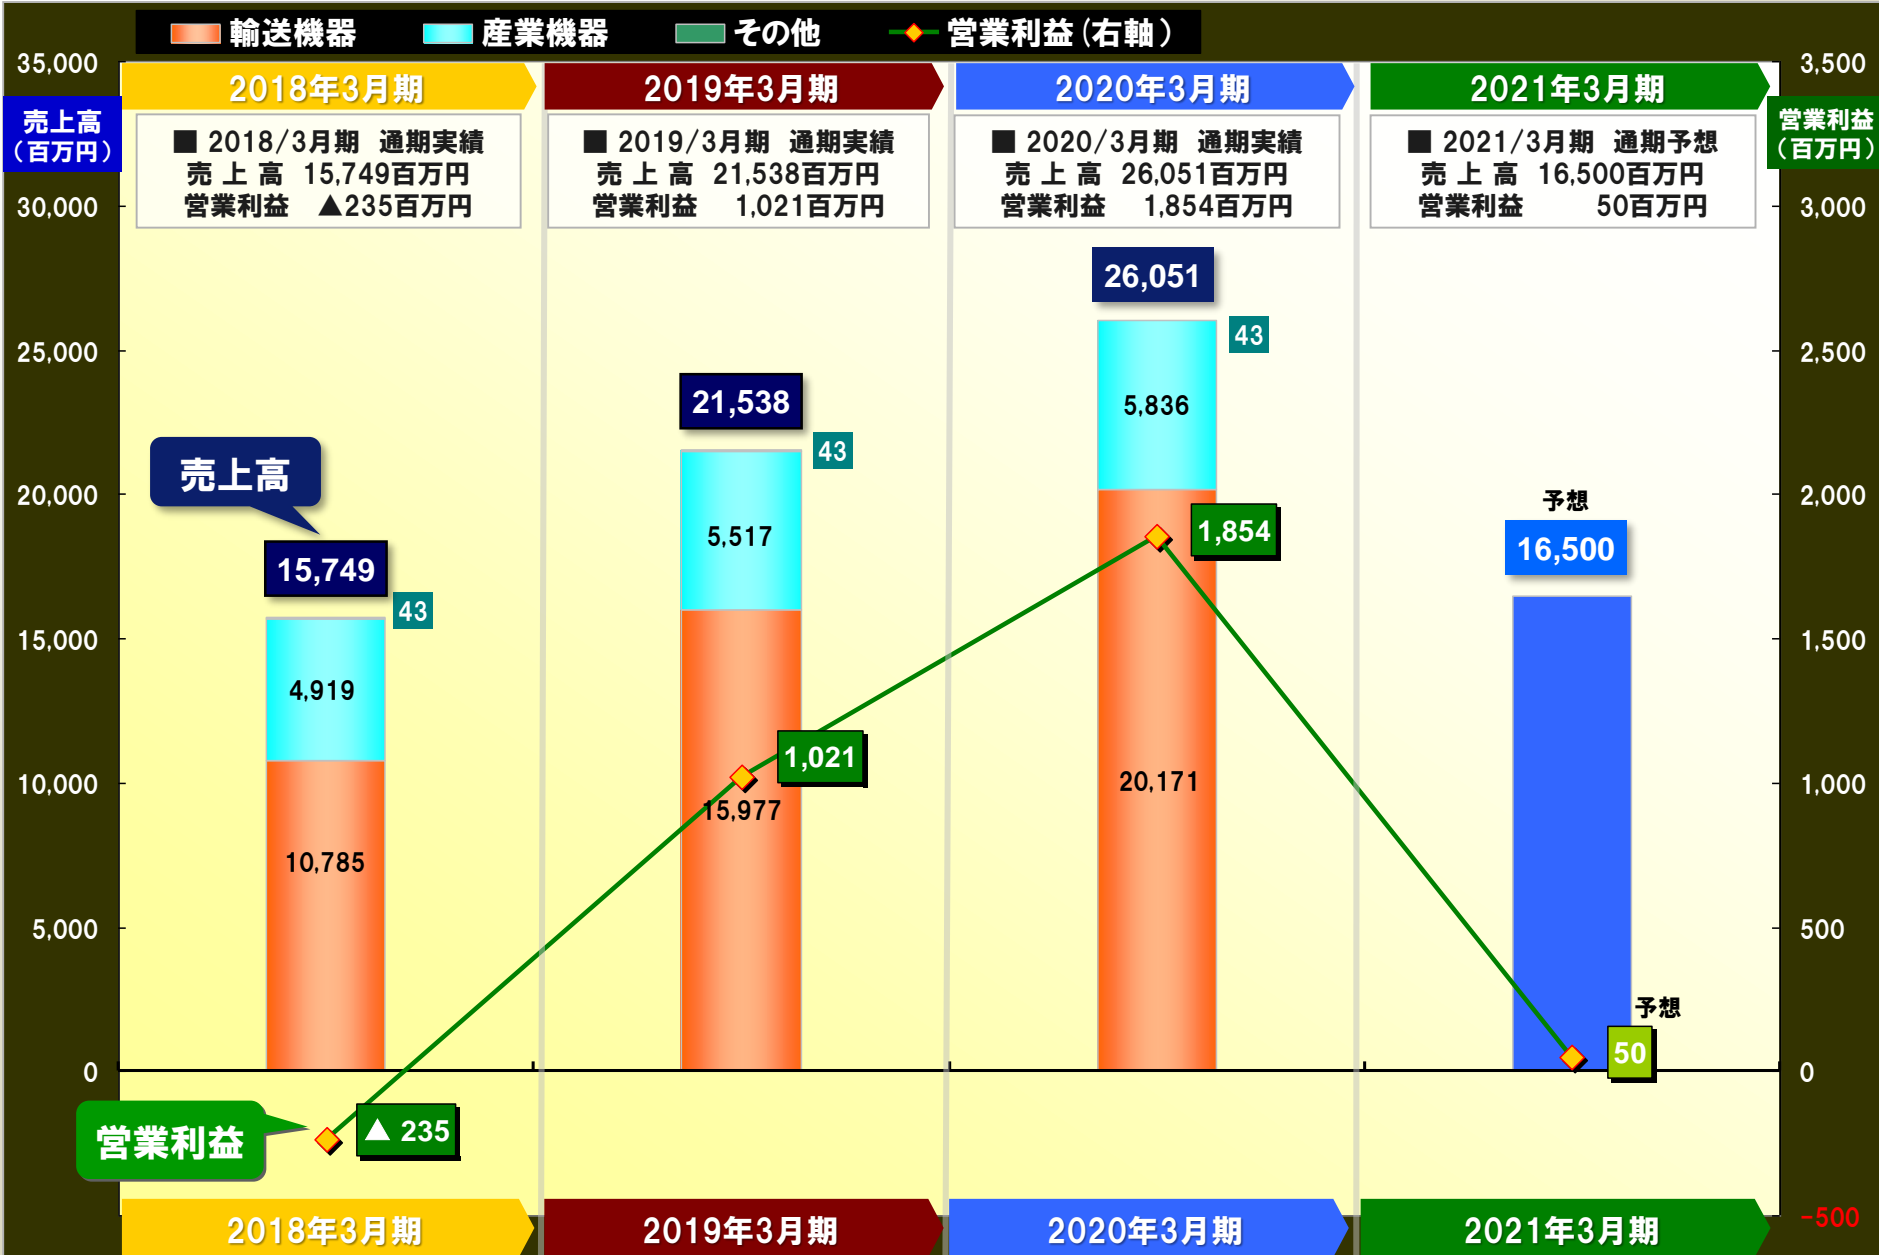 輸送機器 産業機器 その他 営業利益（右軸）
35,000
30,000
25,000
20,000
15,000
10,000
5,000
0
売上高
（百万円）
3,500
3,000
2,500
2,000
1,500
1,000
500
0
-500
営業利益
（百万円）
2018年3月期
■ 2018/3月期 通期実績
売 上 高 15,749百万円
営業利益 ▲235百万円
2019年3月期
■ 2019/3月期 通期実績
売 上 高 21,538百万円
営業利益 1,021百万円
2020年3月期
■ 2020/3月期 通期実績
売 上 高 26,051百万円
営業利益 1,854百万円
2021年3月期
■ 2021/3月期 通期予想
売 上 高 16,500百万円
営業利益 50百万円
売上高
15,749
43
4,919
10,785
営業利益
▲ 235
21,538
43
5,517
1,021
15,977
26,051
43
5,836
1,854
20,171
予想
16,500
予想
50
2018年3月期
2019年3月期
2020年3月期
2021年3月期